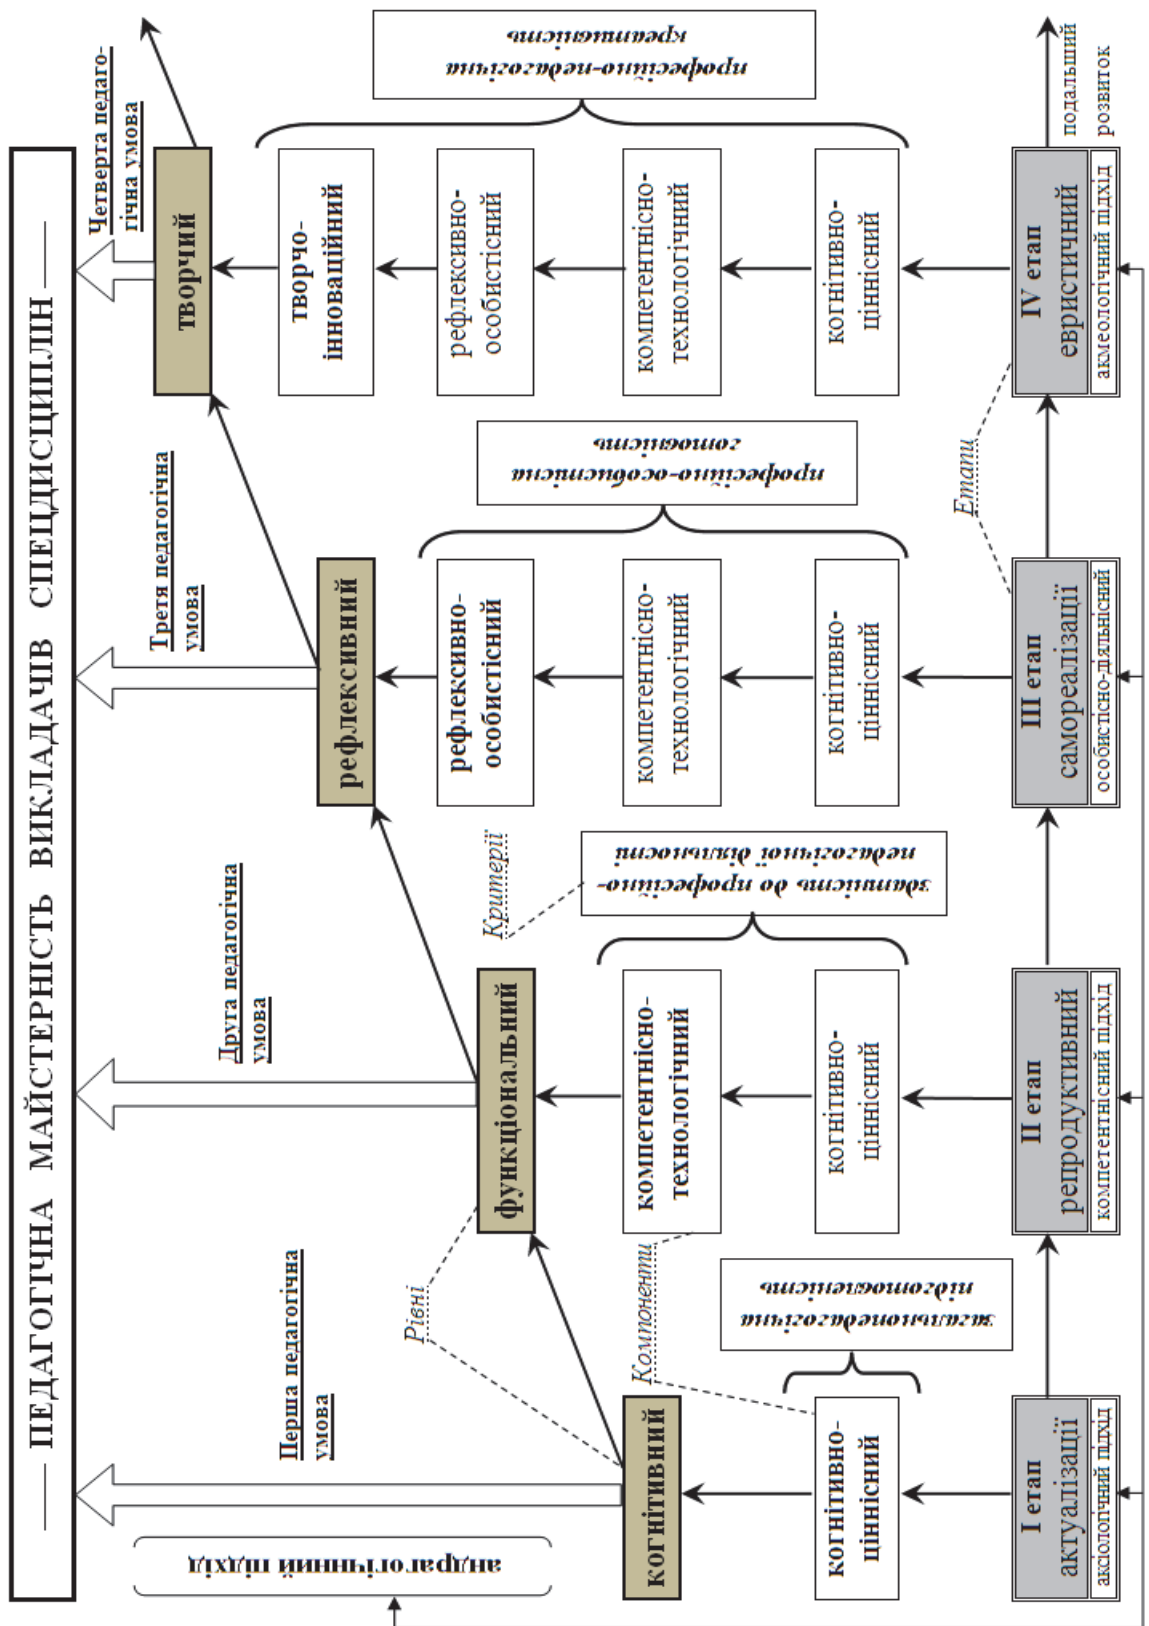 ПЕДАГОГІЧНА МАЙСТЕРНІСТЬ ВИКЛАДАЧІВ СПЕЦДИСЦИПЛІН
андрагогічний підхід
Перша педагогічна
умова
Друга педагогічна
умова
Третя педагогічна
умова
Четверта педаго-
гічна умова
Рівні
когнітивний
функціональний
рефлексивний
творчий
Критерії
Компоненти
когнітивно-
ціннісний
загальнопедагогічна
підготовленість
компетентнісно-
технологічний
когнітивно-
ціннісний
здатність до професійно-
педагогічної діяльності
рефлексивно-
особистісний
компетентнісно-
технологічний
когнітивно-
ціннісний
професійно-особистісна
готовність
творчо-
інноваційний
рефлексивно-
особистісний
компетентнісно-
технологічний
когнітивно-
ціннісний
професійно-педагогічна
креативність
Етапи
I етап
актуалізації
аксіологічний підхід
II етап
репродуктивний
компетентнісний підхід
III етап
самореалізації
особистісно-діяльнісний
IV етап
евристичний
акмеологічний підхід
подальший
розвиток